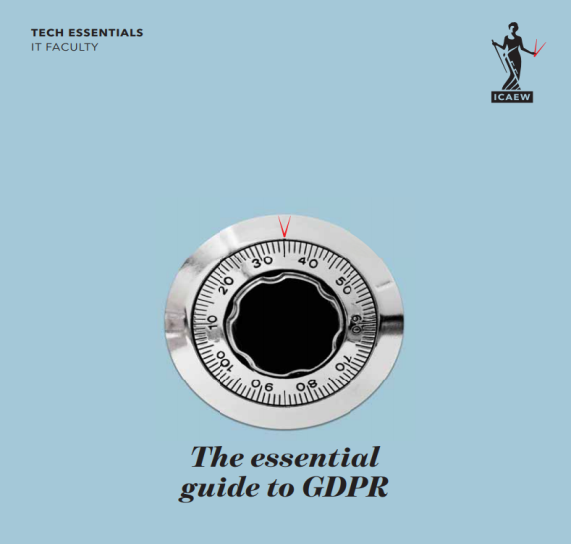 TECH ESSENTIALS
IT FACULTY
ICAEW
30 40
20 50
10 60
100 70
90 80
The essential
guide to GDPR